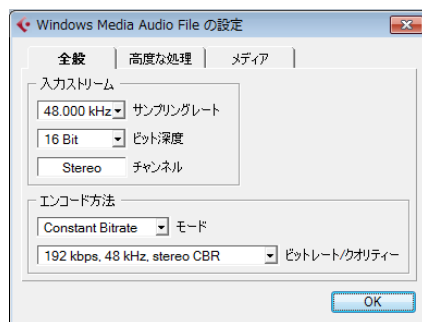 Windows Media Audio File の設定
全般 高度な処理 メディア
入力ストリーム
48.000 kHz サンプリングレート
16 Bit ビット深度
Stereo チャンネル
エンコード方法
Constant Bitrate モード
192 kbps, 48 kHz, stereo CBR ビットレート/クオリティー
OK